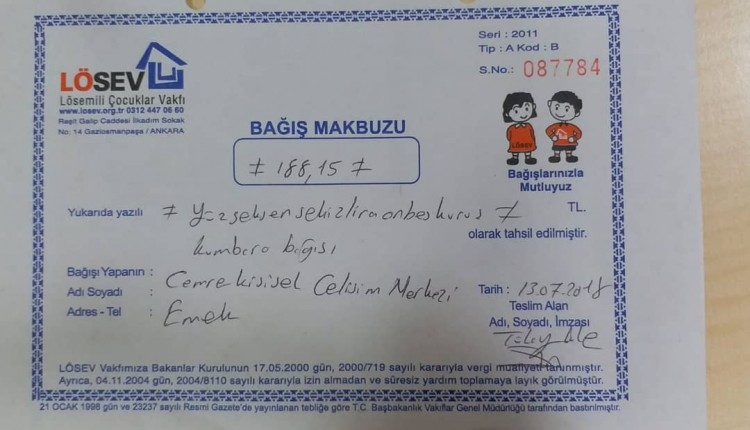 LÖSEV
Lösemili Çocuklar Vakfı
www.losev.org.tr 0312 447 06 60
Reşit Galip Caddesi İlkadım Sokak
No: 14 Gaziosmanpaşa / ANKARA
Seri : 2011
Tip : A Kod : B
S.No.: 087784
LÖSEV
Bağışlarınızla
Mutluyuz
BAĞIŞ MAKBUZU
≠ 188,15 ≠
Yukarıda yazılı ≠ Yüzseksensekizliraonbeşkuruş ≠ TL.
kumbara bağışı olarak tahsil edilmiştir.
Bağışı Yapanın :
Adı Soyadı : Cemre Kişisel Gelişim Merkezi
Adres - Tel : Emek
Tarih : 13.07.2018
Teslim Alan
Adı, Soyadı, İmzası
LÖSEV Vakfımıza Bakanlar Kurulunun 17.05.2000 gün, 2000/719 sayılı kararıyla vergi muafiyeti tanınmıştır.
Ayrıca, 04.11.2004 gün, 2004/8110 sayılı kararıyla izin almadan ve süresiz yardım toplamaya layık görülmüştür.
21 OCAK 1998 gün ve 23237 sayılı Resmi Gazete'de yayınlanan tebliğe göre T.C. Başbakanlık Vakıflar Genel Müdürlüğü tarafından bastırılmıştır.